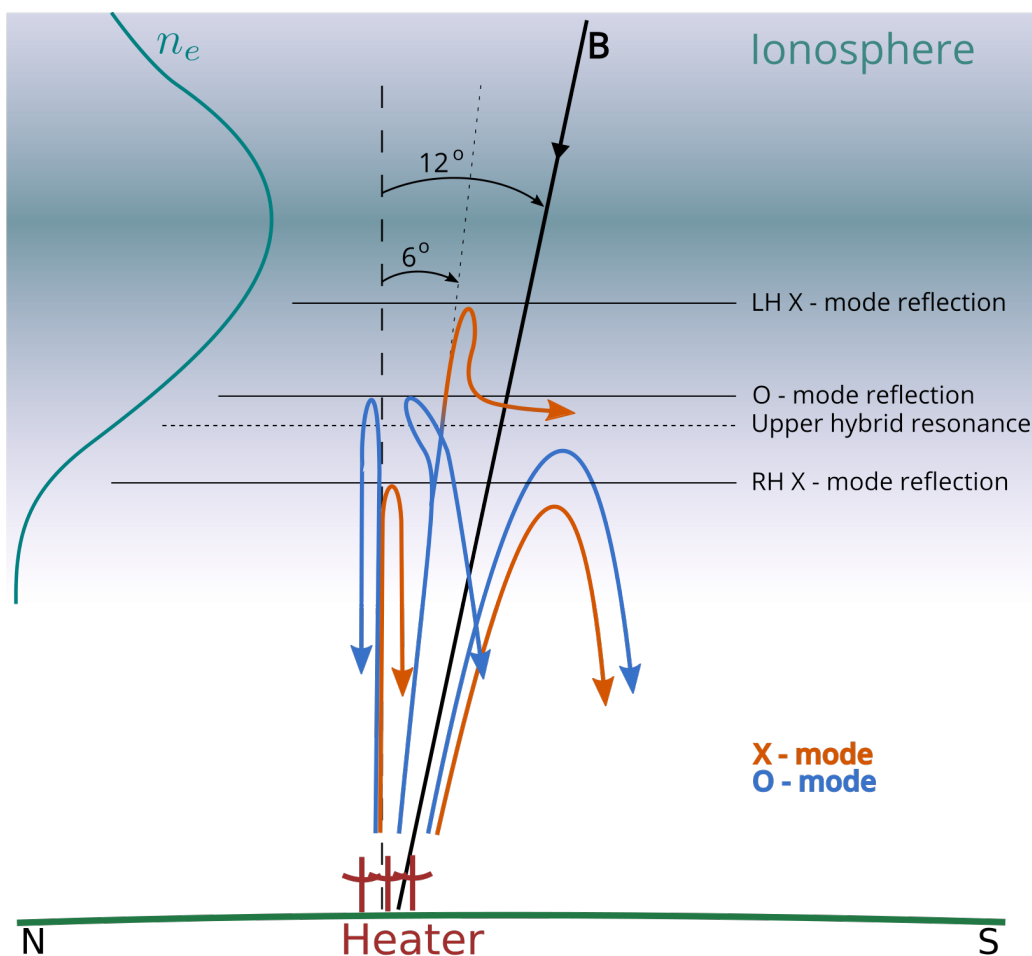 n_e
B
Ionosphere
12°
6°
LH X - mode reflection
O - mode reflection
Upper hybrid resonance
RH X - mode reflection
X - mode
O - mode
N
Heater
S